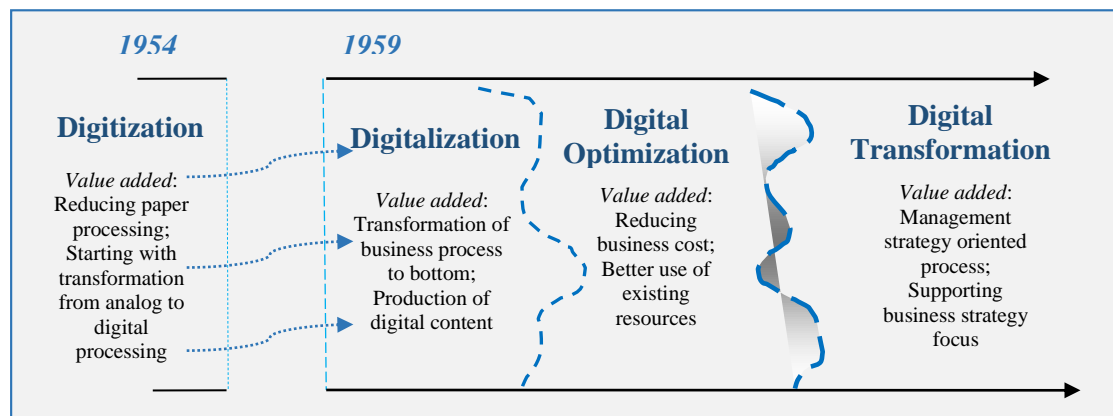 1954
1959
Digitization
Value added:
Reducing paper
processing;
Starting with
transformation
from analog to
digital
processing
Digitalization
Value added:
Transformation of
business process
to bottom;
Production of
digital content
Digital
Optimization
Value added:
Reducing
business cost;
Better use of
existing
resources
Digital
Transformation
Value added:
Management
strategy oriented
process;
Supporting
business strategy
focus